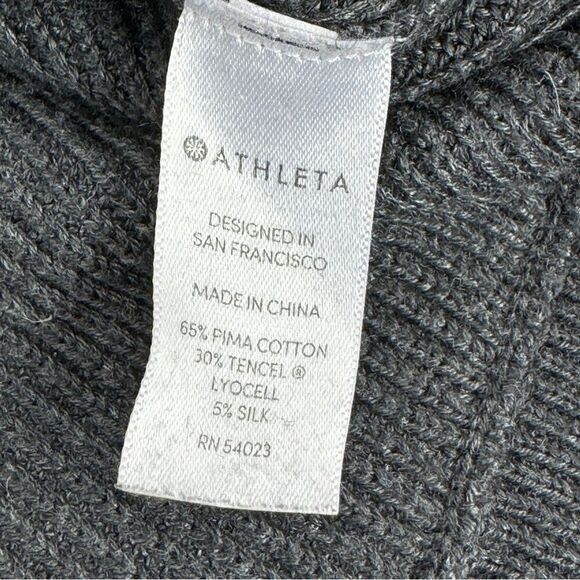 ATHLETA
DESIGNED IN
SAN FRANCISCO
MADE IN CHINA
65% PIMA COTTON
30% TENCEL ®
LYOCELL
5% SILK
RN 54023